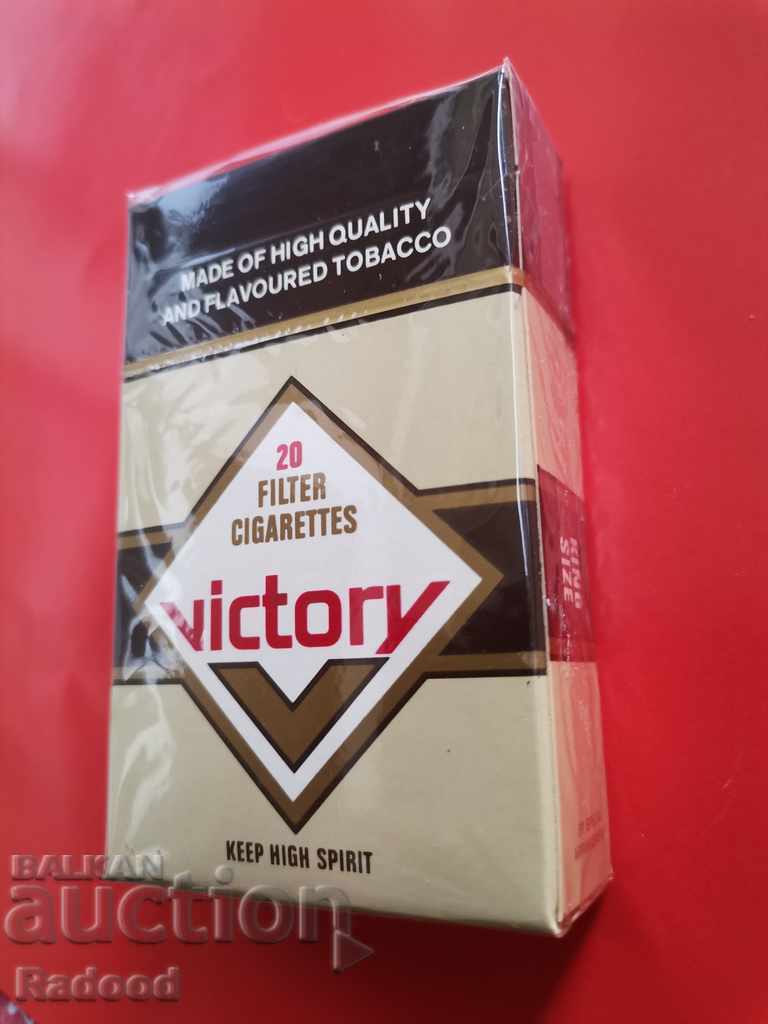 MADE OF HIGH QUALITY
AND FLAVOURED TOBACCO
20
FILTER
CIGARETTES
victory
KEEP HIGH SPIRIT
KING
SIZE
BALKAN
auction
Radood